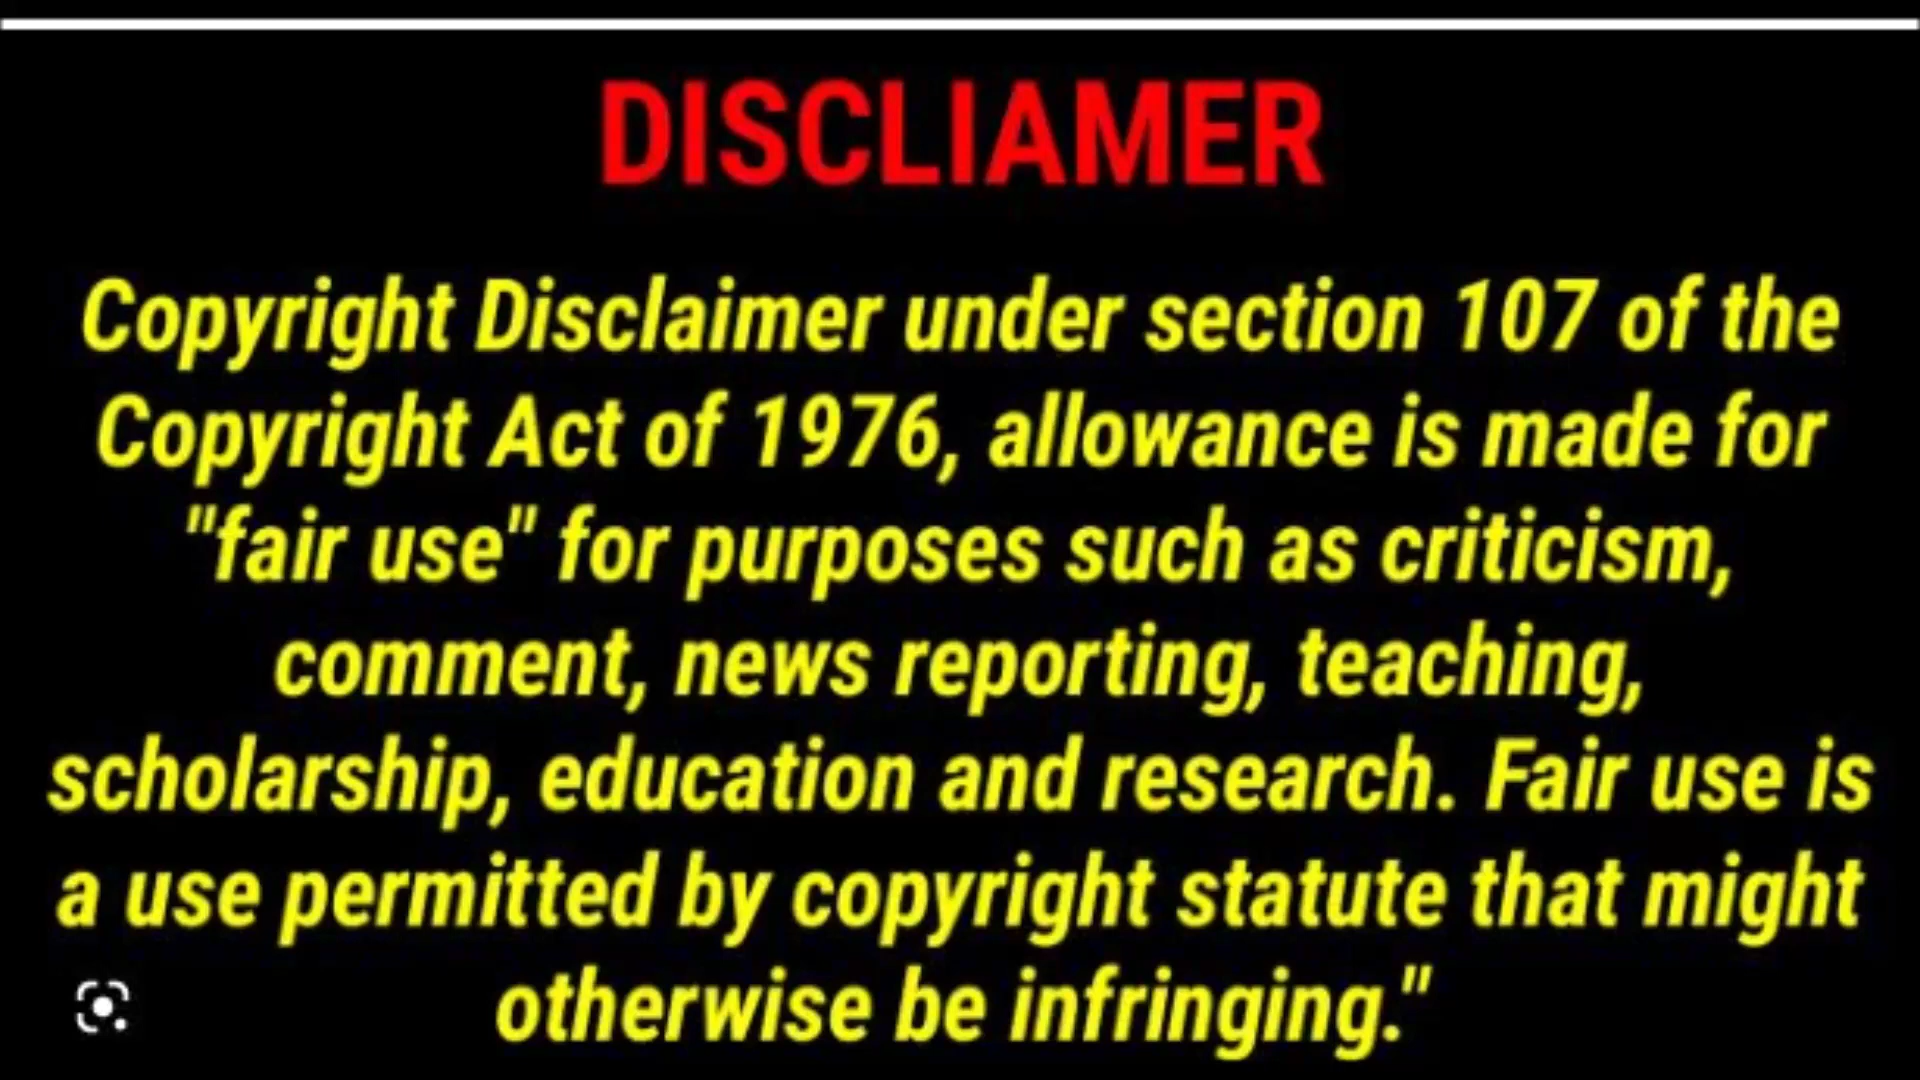 DISCLIAMER
Copyright Disclaimer under section 107 of the
Copyright Act of 1976, allowance is made for
"fair use" for purposes such as criticism,
comment, news reporting, teaching,
scholarship, education and research. Fair use is
a use permitted by copyright statute that might
otherwise be infringing."